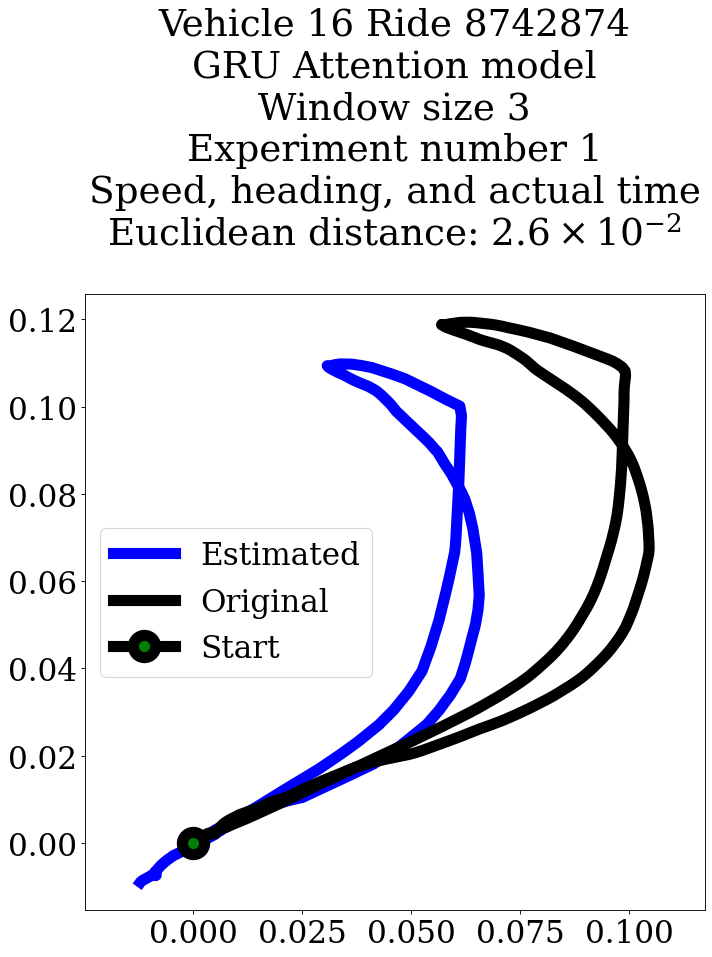 Vehicle 16 Ride 8742874
GRU Attention model
Window size 3
Experiment number 1
Speed, heading, and actual time
Euclidean distance: 2.6 × 10⁻²
0.12
0.10
0.08
0.06
0.04
0.02
0.00
Estimated
Original
Start
0.000 0.025 0.050 0.075 0.100